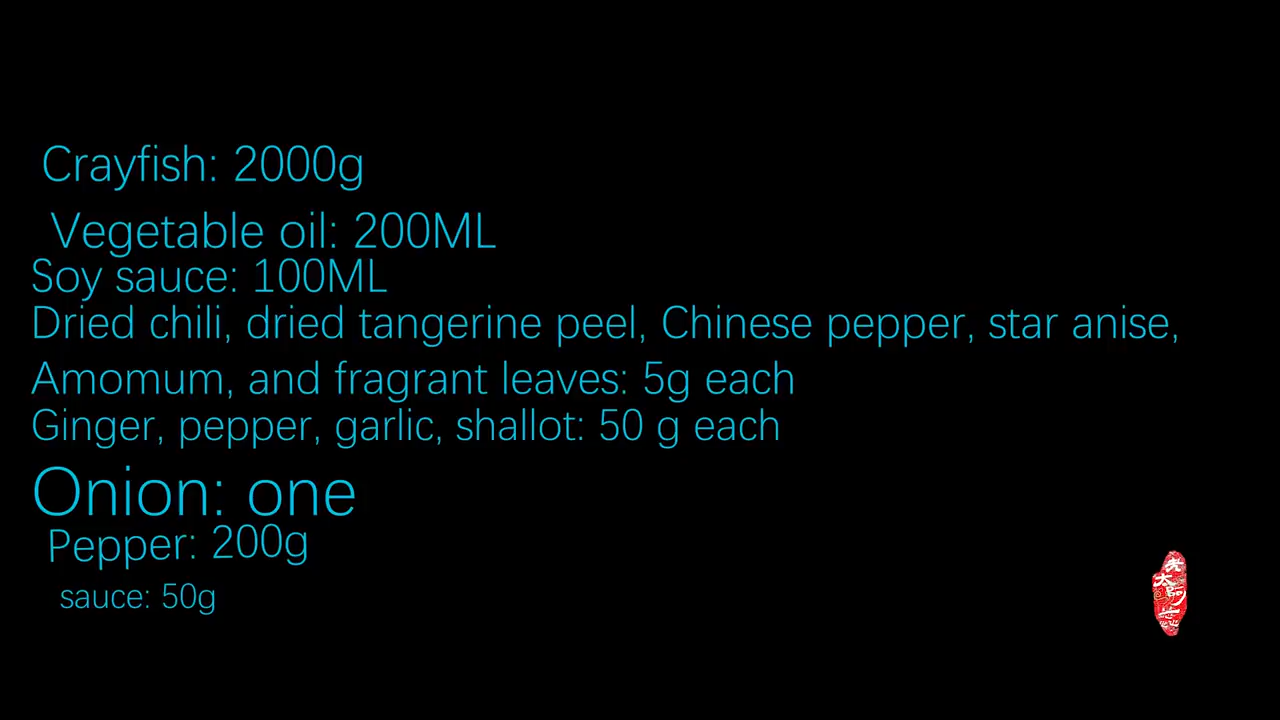 Crayfish: 2000g
Vegetable oil: 200ML
Soy sauce: 100ML
Dried chili, dried tangerine peel, Chinese pepper, star anise,
Amomum, and fragrant leaves: 5g each
Ginger, pepper, garlic, shallot: 50 g each
Onion: one
Pepper: 200g
sauce: 50g